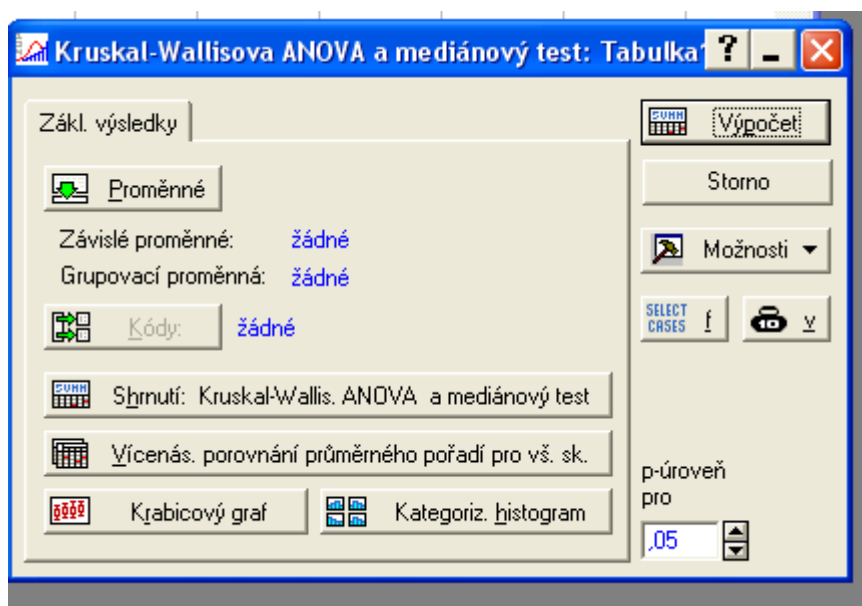 Kruskal-Wallisova ANOVA a mediánový test: Tabulka
Zákl. výsledky
Proměnné
Závislé proměnné: žádné
Grupovací proměnná: žádné
Kódy: žádné
Shrnutí: Kruskal-Wallis. ANOVA a mediánový test
Vícenás. porovnání průměrného pořadí pro vš. sk.
Krabicový graf
Kategoriz. histogram
Výpočet
Storno
Možnosti
SELECT
CASES
f
v
p-úroveň
pro
,05